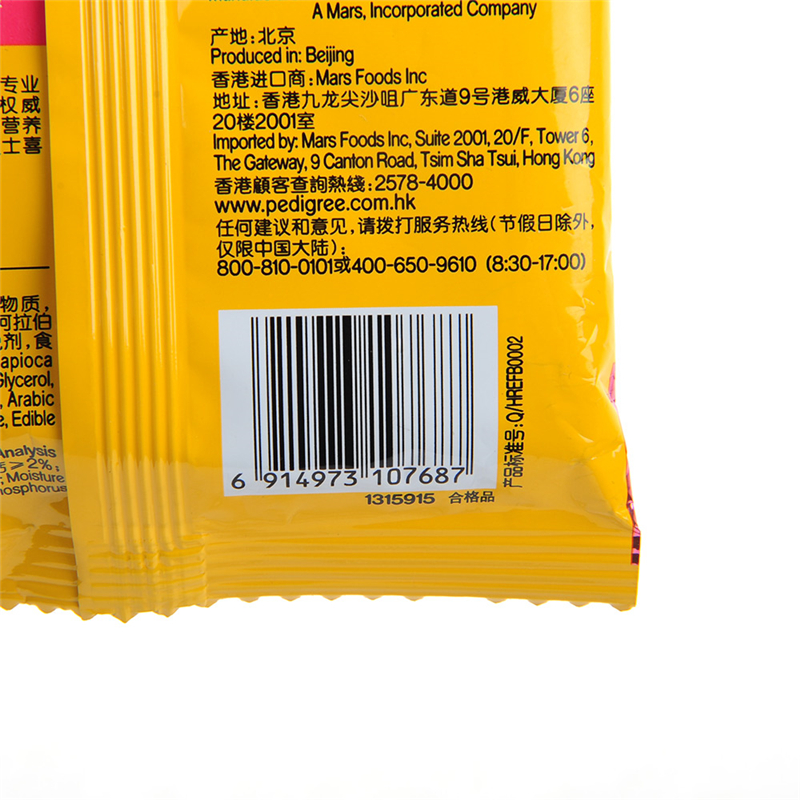 A Mars, Incorporated Company
产地:北京
Produced in: Beijing
香港进口商:Mars Foods Inc
地址:香港九龙尖沙咀广东道9号港威大厦6座
20楼2001室
Imported by: Mars Foods Inc, Suite 2001, 20/F, Tower 6,
The Gateway, 9 Canton Road, Tsim Sha Tsui, Hong Kong
香港顧客查詢熱綫:2578-4000
www.pedigree.com.hk
任何建议和意见,请拨打服务热线(节假日除外,
仅限中国大陆):
800-810-0101或400-650-9610 (8:30-17:00)
6 914973 107687
1315915 合格品
产品标准号: Q/HREFB0002
专业
权威
营养
士喜
物质,
阿拉伯
剂,食
apioca
Glycerol,
, Arabic
e, Edible
Analysis
≥2%;
, Moisture
hosphorus